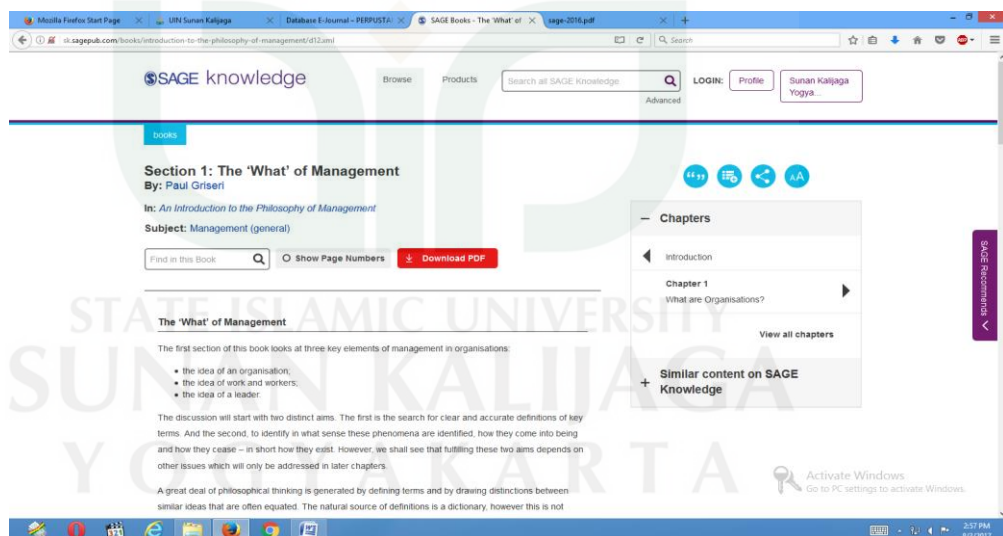 Mozilla Firefox Start Page
UIN Sunan Kalijaga
Database E-Journal – PERPUSTA
SAGE Books - The 'What' of
sage-2016.pdf
sk.sagepub.com/books/introduction-to-the-philosophy-of-management/d12.xml
Search
SAGE knowledge
Browse
Products
Search all SAGE Knowledge
Advanced
LOGIN:
Profile
Sunan Kalijaga
Yogya...
books
Section 1: The 'What' of Management
By: Paul Griseri
In: An Introduction to the Philosophy of Management
Subject: Management (general)
Find in this Book
Show Page Numbers
Download PDF
The 'What' of Management
The first section of this book looks at three key elements of management in organisations:
• the idea of an organisation;
• the idea of work and workers;
• the idea of a leader.
The discussion will start with two distinct aims. The first is the search for clear and accurate definitions of key
terms. And the second, to identify in what sense these phenomena are identified, how they come into being
and how they cease – in short how they exist. However, we shall see that fulfilling these two aims depends on
other issues which will only be addressed in later chapters.
A great deal of philosophical thinking is generated by defining terms and by drawing distinctions between
similar ideas that are often equated. The natural source of definitions is a dictionary, however this is not
AA
– Chapters
Introduction
Chapter 1
What are Organisations?
View all chapters
+ Similar content on SAGE
Knowledge
SAGE Recommends
STATE ISLAMIC UNIVERSITY
SUNAN KALIJAGA
YOGYAKARTA
Activate Windows
Go to PC settings to activate Windows.
2:57 PM